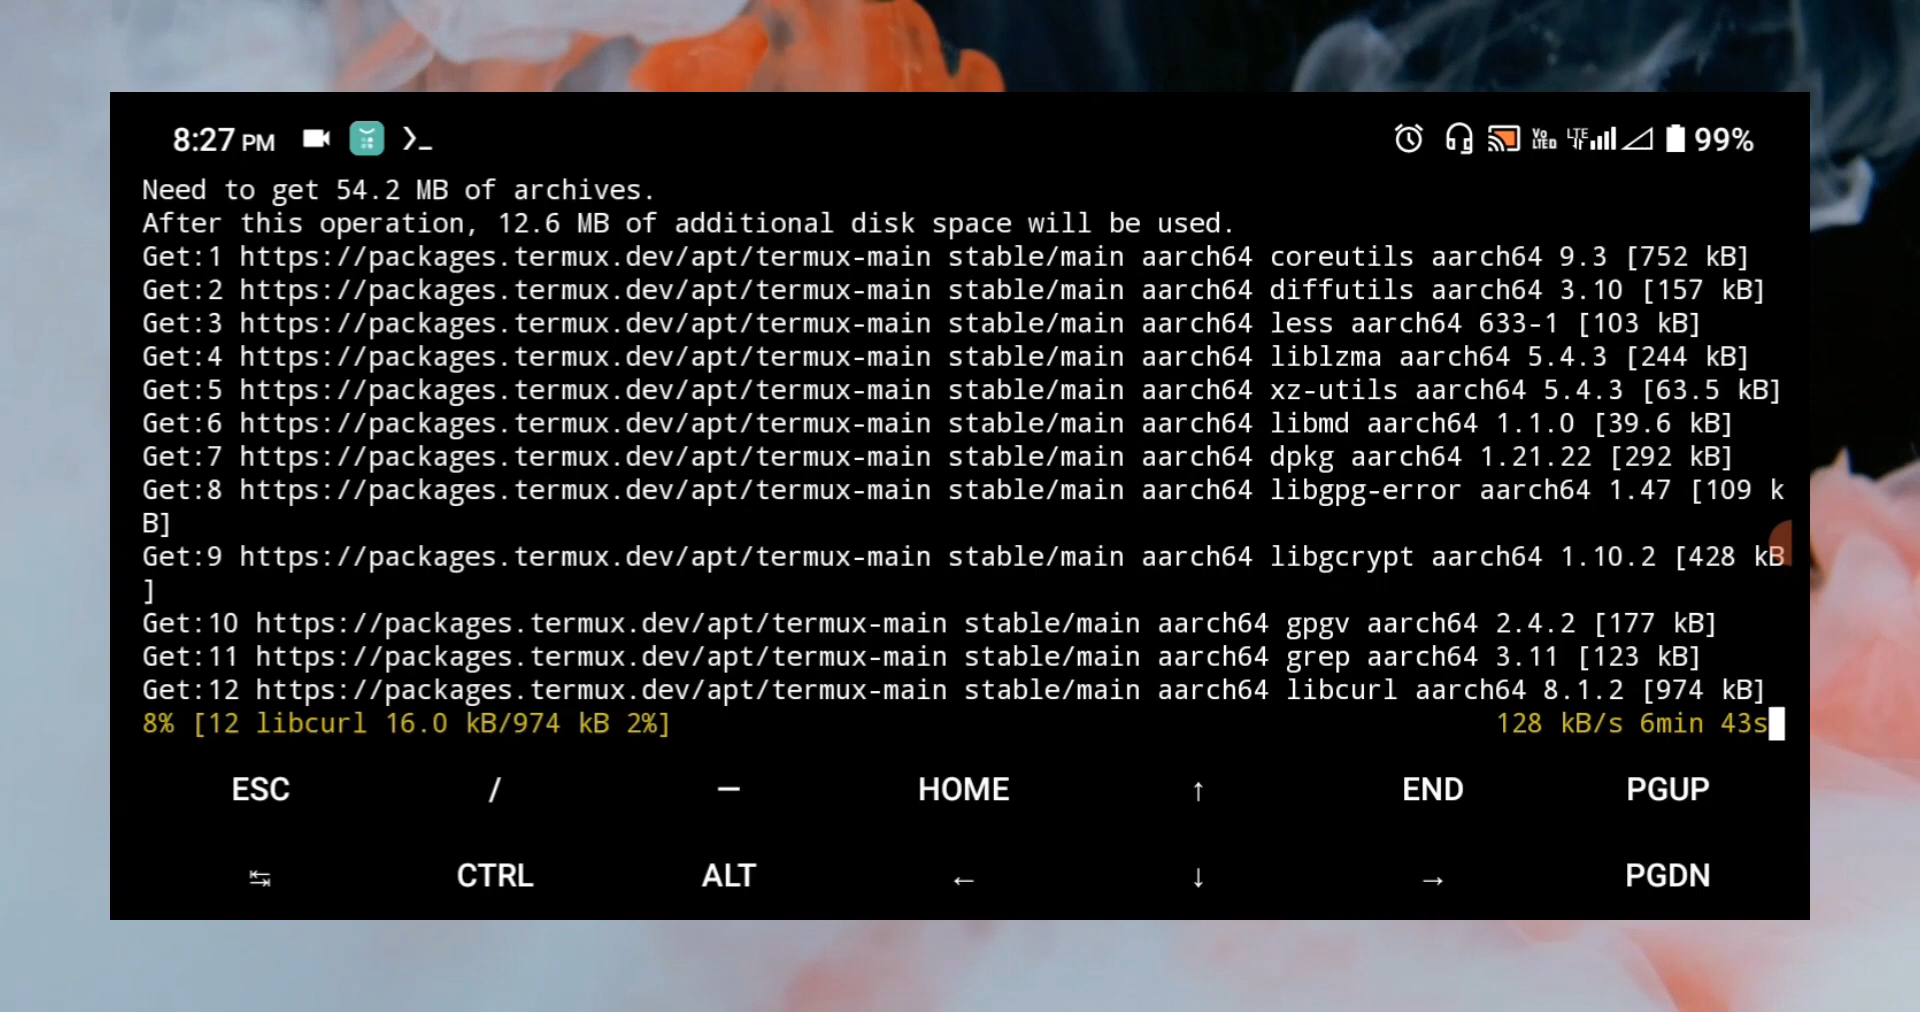 8:27 PM >_ Vo LTED LTE 99%
Need to get 54.2 MB of archives.
After this operation, 12.6 MB of additional disk space will be used.
Get:1 https://packages.termux.dev/apt/termux-main stable/main aarch64 coreutils aarch64 9.3 [752 kB]
Get:2 https://packages.termux.dev/apt/termux-main stable/main aarch64 diffutils aarch64 3.10 [157 kB]
Get:3 https://packages.termux.dev/apt/termux-main stable/main aarch64 less aarch64 633-1 [103 kB]
Get:4 https://packages.termux.dev/apt/termux-main stable/main aarch64 liblzma aarch64 5.4.3 [244 kB]
Get:5 https://packages.termux.dev/apt/termux-main stable/main aarch64 xz-utils aarch64 5.4.3 [63.5 kB]
Get:6 https://packages.termux.dev/apt/termux-main stable/main aarch64 libmd aarch64 1.1.0 [39.6 kB]
Get:7 https://packages.termux.dev/apt/termux-main stable/main aarch64 dpkg aarch64 1.21.22 [292 kB]
Get:8 https://packages.termux.dev/apt/termux-main stable/main aarch64 libgpg-error aarch64 1.47 [109 k
B]
Get:9 https://packages.termux.dev/apt/termux-main stable/main aarch64 libgcrypt aarch64 1.10.2 [428 kB
]
Get:10 https://packages.termux.dev/apt/termux-main stable/main aarch64 gpgv aarch64 2.4.2 [177 kB]
Get:11 https://packages.termux.dev/apt/termux-main stable/main aarch64 grep aarch64 3.11 [123 kB]
Get:12 https://packages.termux.dev/apt/termux-main stable/main aarch64 libcurl aarch64 8.1.2 [974 kB]
8% [12 libcurl 16.0 kB/974 kB 2%] 128 kB/s 6min 43s
ESC / — HOME ↑ END PGUP
↹ CTRL ALT ← ↓ → PGDN